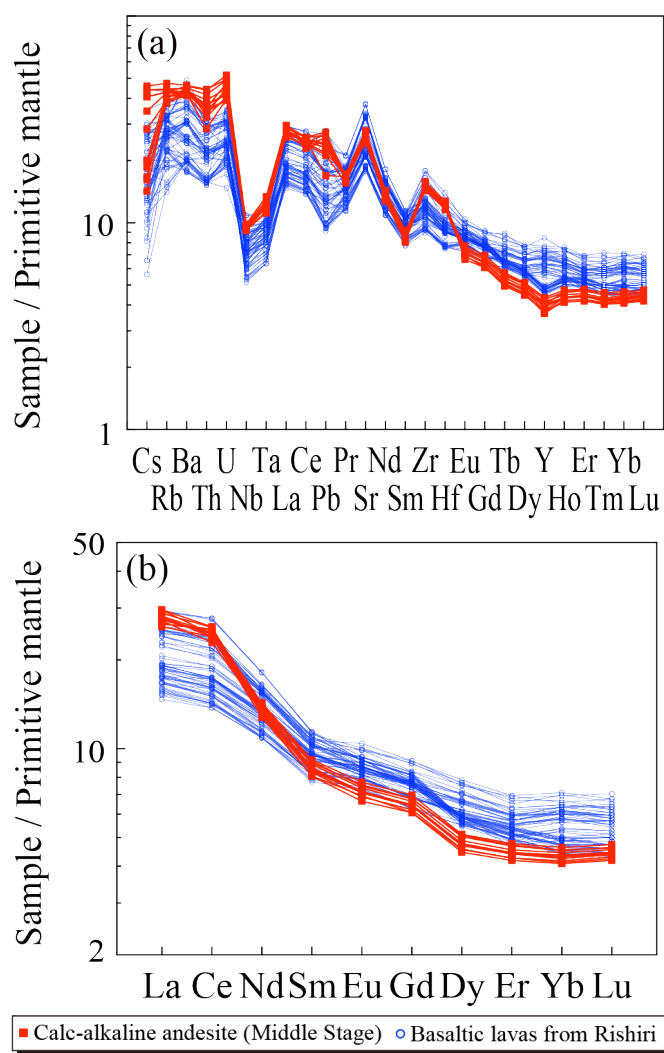 (a)
Sample / Primitive mantle
10
1
Cs Ba U Ta Ce Pr Nd Zr Eu Tb Y Er Yb
Rb Th Nb La Pb Sr Sm Hf Gd Dy Ho Tm Lu
50
(b)
Sample / Primitive mantle
10
2
La Ce Nd Sm Eu Gd Dy Er Yb Lu
Calc-alkaline andesite (Middle Stage) Basaltic lavas from Rishiri